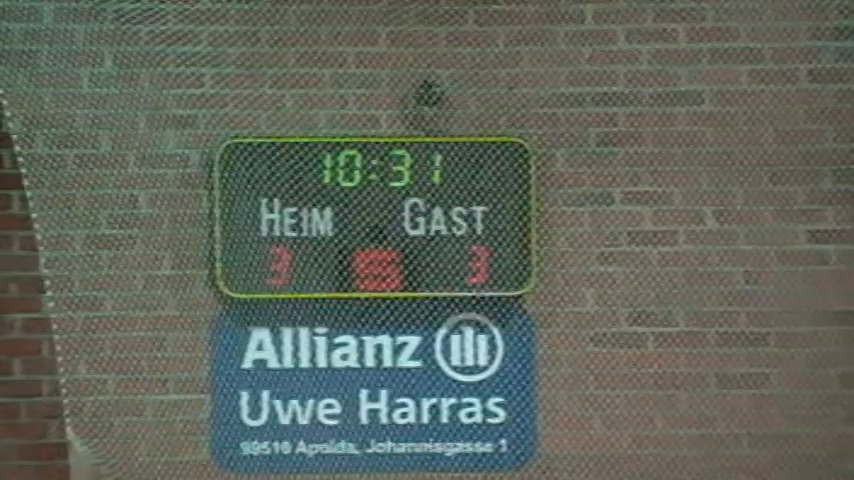 10:31
HEIM GAST
3 3
Allianz
Uwe Harras
99510 Apolda, Johannisgasse 1